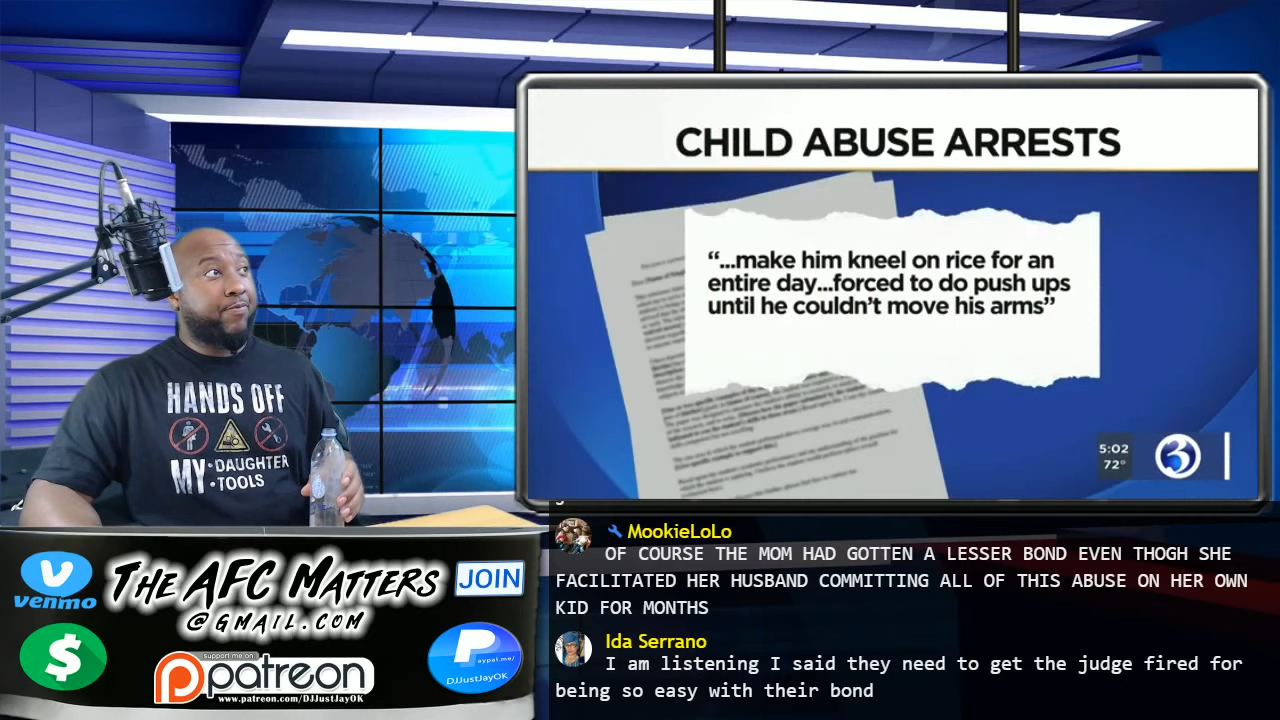 CHILD ABUSE ARRESTS
“...make him kneel on rice for an
entire day...forced to do push ups
until he couldn’t move his arms”
5:02
72°
3
HANDS OFF
MY • DAUGHTER
• TOOLS
MookieLoLo
OF COURSE THE MOM HAD GOTTEN A LESSER BOND EVEN THOGH SHE
FACILITATED HER HUSBAND COMMITTING ALL OF THIS ABUSE ON HER OWN
KID FOR MONTHS
Ida Serrano
I am listening I said they need to get the judge fired for
being so easy with their bond
venmo
THE AFC MATTERS
@GMAIL.COM
JOIN
$
support me on
patreon
www.patreon.com/DJJustJayOK
Paypal.me/
DJJustJayOK